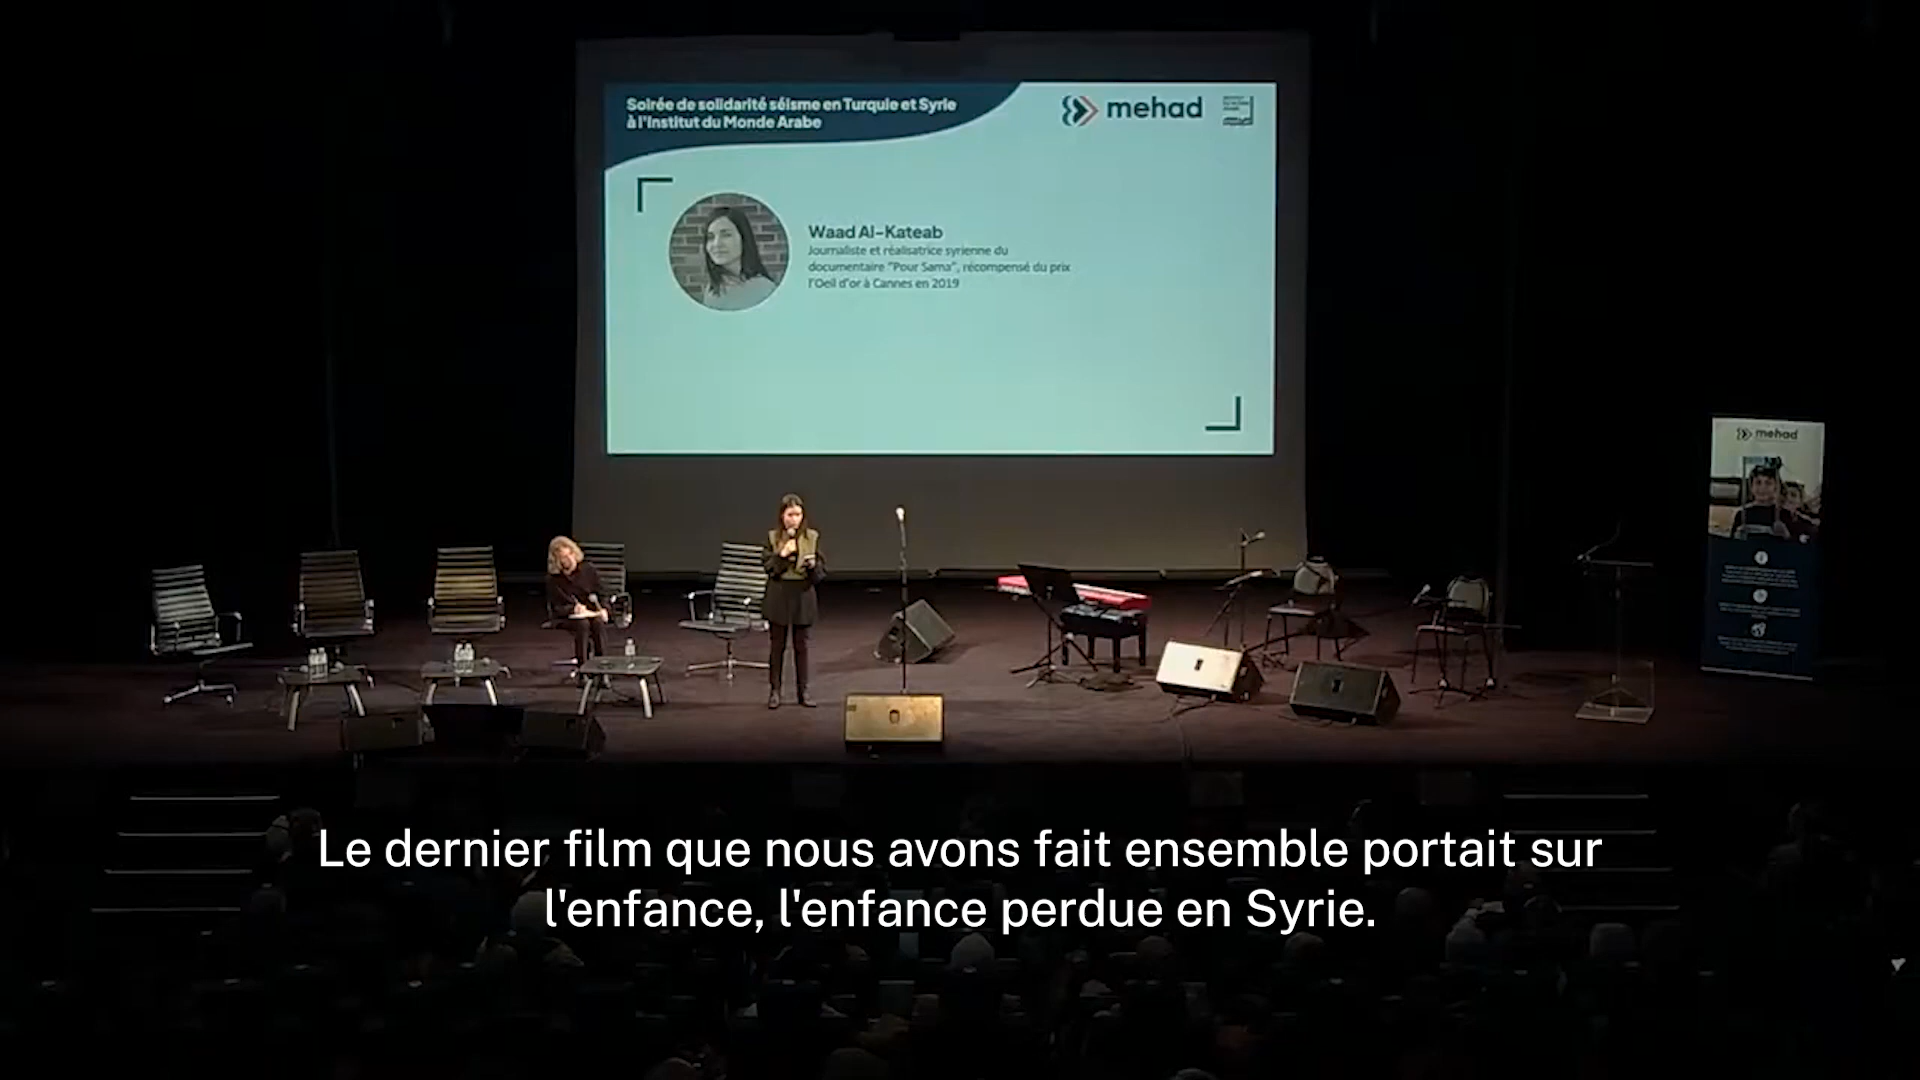 Soirée de solidarité séisme en Turquie et Syrie
à l'Institut du Monde Arabe
mehad
Waad Al-Kateab
Journaliste et réalisatrice syrienne du
documentaire "Pour Sama", récompensé du prix
l'Oeil d'or à Cannes en 2019
mehad
Le dernier film que nous avons fait ensemble portait sur
l'enfance, l'enfance perdue en Syrie.